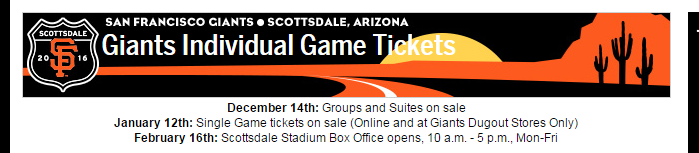 SAN FRANCISCO GIANTS ● SCOTTSDALE, ARIZONA
Giants Individual Game Tickets
SCOTTSDALE
20 SF 16
December 14th: Groups and Suites on sale
January 12th: Single Game tickets on sale (Online and at Giants Dugout Stores Only)
February 16th: Scottsdale Stadium Box Office opens, 10 a.m. - 5 p.m., Mon-Fri